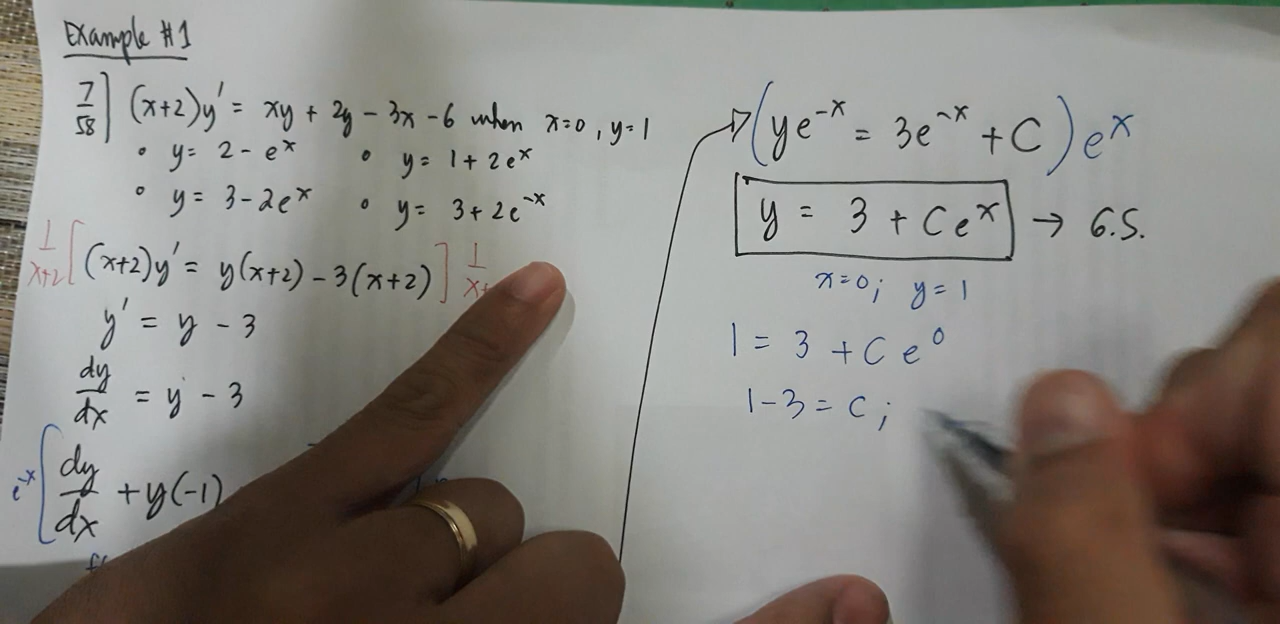 Example #1
7/58] (x+2)y' = xy + 2y - 3x - 6 when x=0, y=1
• y = 2 - e^x • y = 1 + 2e^x
• y = 3 - 2e^x • y = 3 + 2e^-x
1/x+2 [(x+2)y' = y(x+2) - 3(x+2)] 1/x+
y' = y - 3
dy/dx = y - 3
e^-x [dy/dx + y(-1)
(ye^-x = 3e^-x + C) e^x
y = 3 + Ce^x → G.S.
x=0; y=1
1 = 3 + C e^0
1-3 = C;